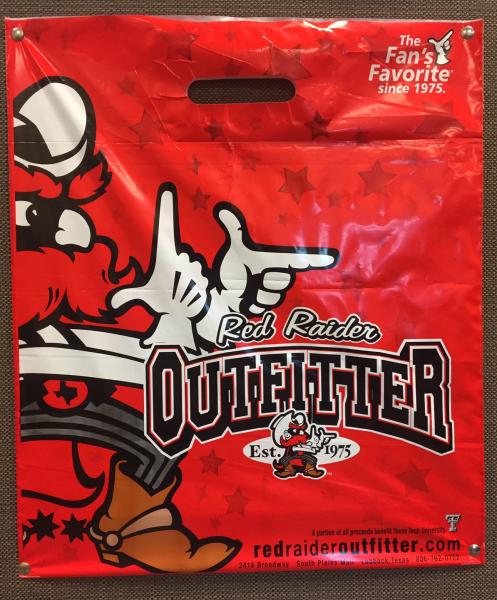 The
Fan's
Favorite
since 1975.
Red Raider
OUTFITTER
Est. 1975
A portion of all proceeds benefit Texas Tech University
redraideroutfitter.com
2416 Broadway South Plains Mall Lubbock, Texas